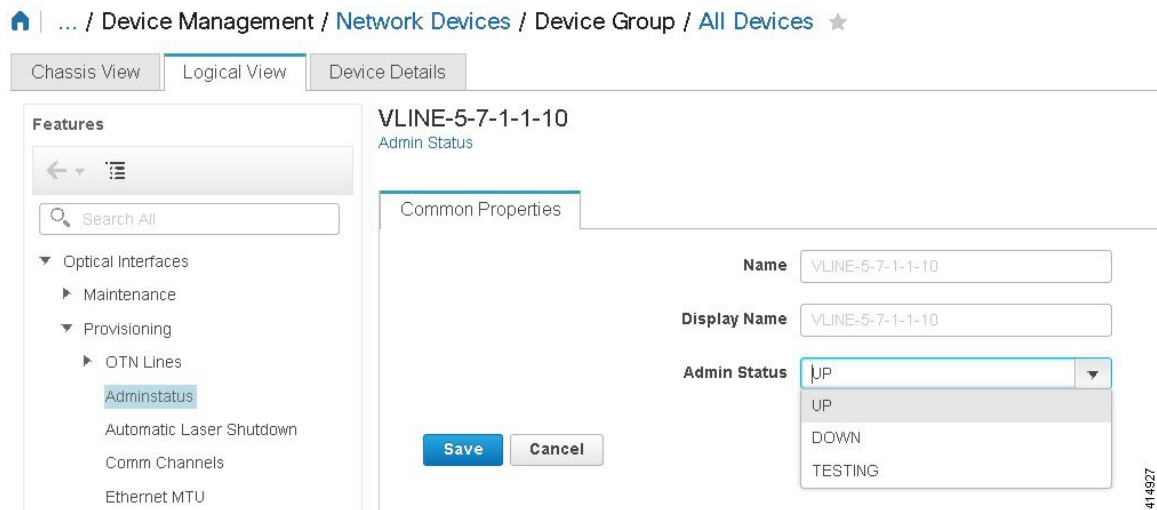 ... / Device Management / Network Devices / Device Group / All Devices
Chassis View Logical View Device Details
Features
Search All
Optical Interfaces
Maintenance
Provisioning
OTN Lines
Adminstatus
Automatic Laser Shutdown
Comm Channels
Ethernet MTU
VLINE-5-7-1-1-10
Admin Status
Common Properties
Name VLINE-5-7-1-1-10
Display Name VLINE-5-7-1-1-10
Admin Status UP
UP
DOWN
TESTING
Save Cancel
414927